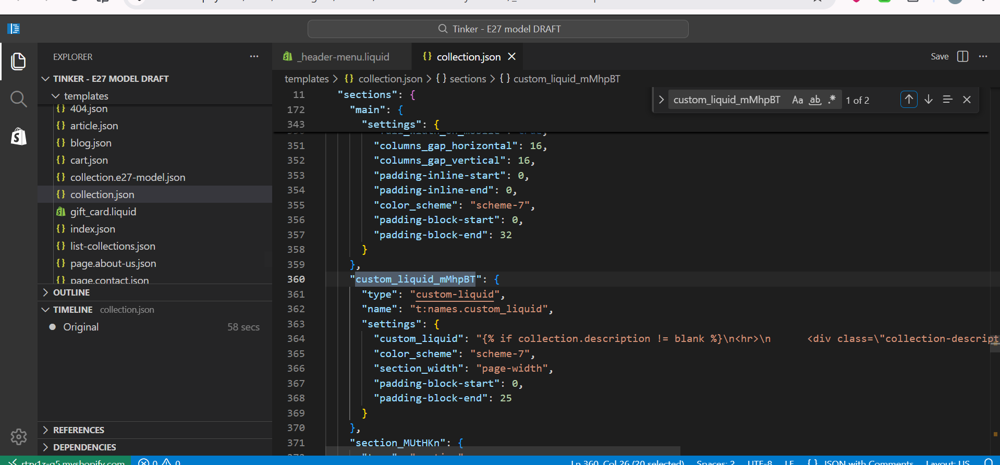 Tinker - E27 model DRAFT
EXPLORER
TINKER - E27 MODEL DRAFT
templates
404.json
article.json
blog.json
cart.json
collection.e27-model.json
collection.json
gift_card.liquid
index.json
list-collections.json
page.about-us.json
page.contact.json
OUTLINE
TIMELINE collection.json
Original 58 secs
REFERENCES
DEPENDENCIES
_header-menu.liquid
collection.json
Save
templates > {} collection.json > {} sections > {} custom_liquid_mMhpBT
custom_liquid_mMhpBT Aa ab .* 1 of 2
11 "sections": {
172 "main": {
343 "settings": {
351 "columns_gap_horizontal": 16,
352 "columns_gap_vertical": 16,
353 "padding-inline-start": 0,
354 "padding-inline-end": 0,
355 "color_scheme": "scheme-7",
356 "padding-block-start": 0,
357 "padding-block-end": 32
358 }
359 },
360 "custom_liquid_mMhpBT": {
361 "type": "custom-liquid",
362 "name": "t:names.custom_liquid",
363 "settings": {
364 "custom_liquid": "{% if collection.description != blank %}\n<hr>\n <div class=\"collection-descript
365 "color_scheme": "scheme-7",
366 "section_width": "page-width",
367 "padding-block-start": 0,
368 "padding-block-end": 25
369 }
370 },
371 "section_MUtHKn": {
Ln 360, Col 26 (20 selected) Spaces: 2 UTF-8 LF {} JSON with Comments Layout: US